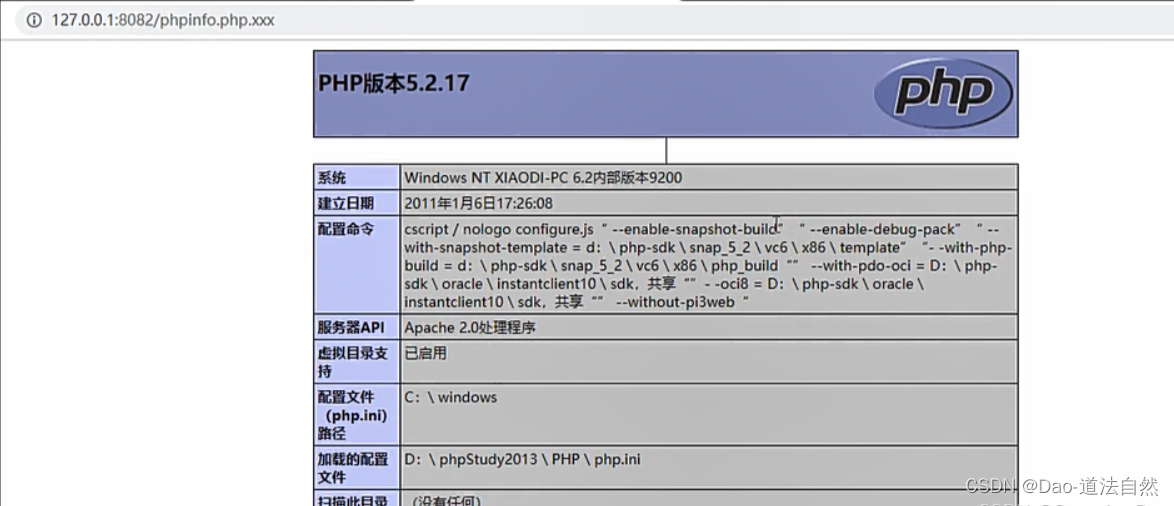 127.0.0.1:8082/phpinfo.php.xxx
PHP版本5.2.17
php
系统
Windows NT XIAODI-PC 6.2内部版本9200
建立日期
2011年1月6日17:26:08
配置命令
cscript / nologo configure.js “ --enable-snapshot-build” “ --enable-debug-pack” “ --
with-snapshot-template = d：\ php-sdk \ snap_5_2 \ vc6 \ x86 \ template” “- -with-php-
build = d：\ php-sdk \ snap_5_2 \ vc6 \ x86 \ php_build “” --with-pdo-oci = D：\ php-
sdk \ oracle \ instantclient10 \ sdk，共享 “”- -oci8 = D：\ php-sdk \ oracle \
instantclient10 \ sdk，共享 “” --without-pi3web “
服务器API
Apache 2.0处理程序
虚拟目录支
持
已启用
配置文件
（php.ini)
路径
C：\ windows
加载的配置
文件
D：\ phpStudy2013 \ PHP \ php.ini
扫描此目录
（没有任何）
CSDN @Dao-道法自然